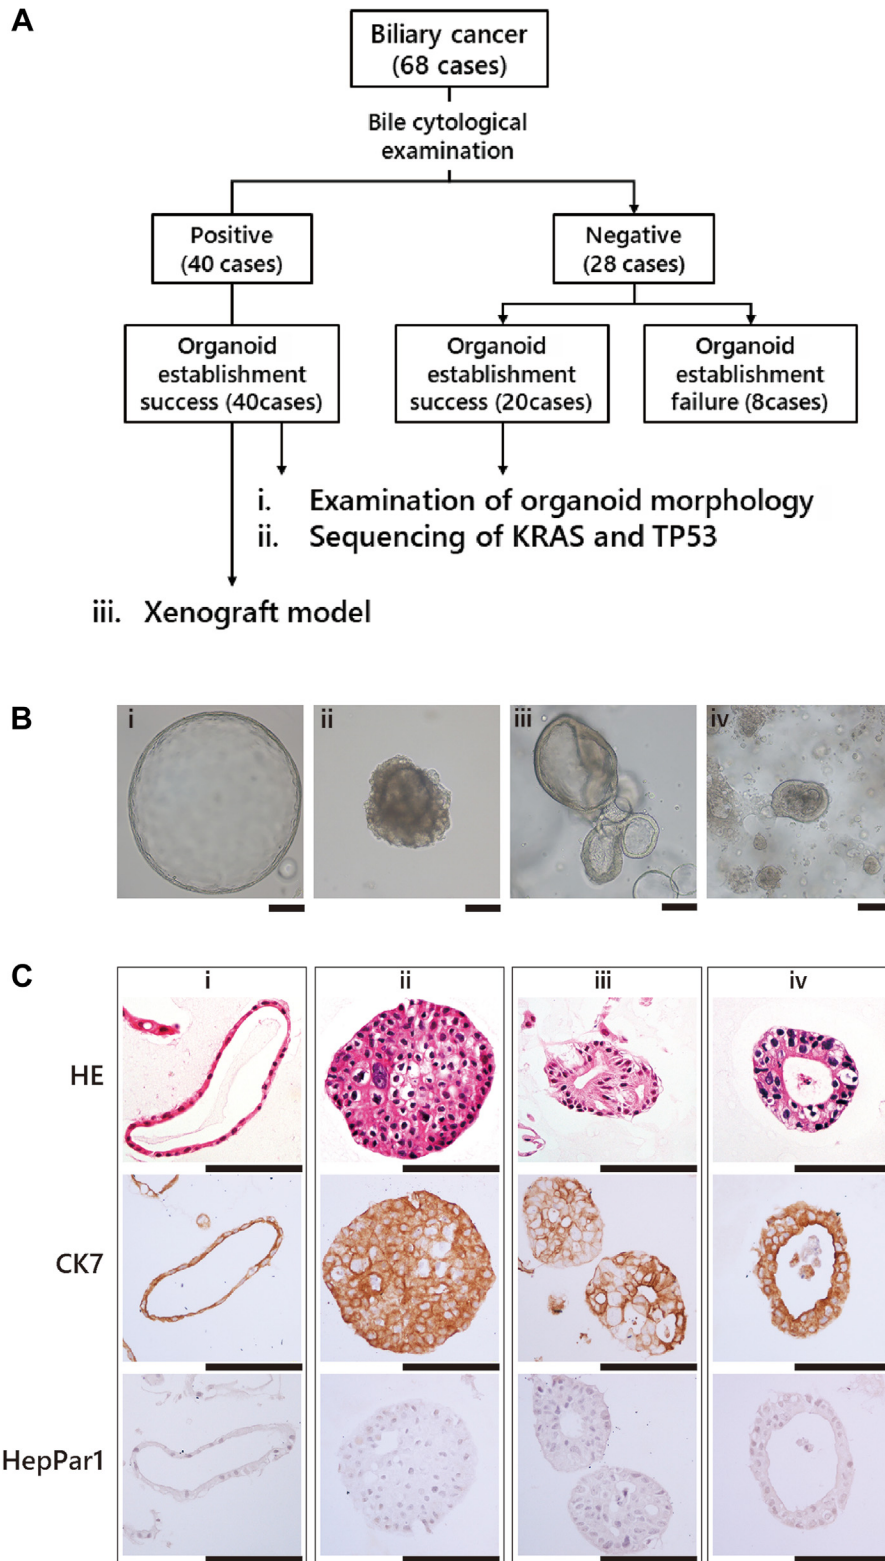 A
Biliary cancer
(68 cases)
Bile cytological
examination
Positive
(40 cases)
Negative
(28 cases)
Organoid
establishment
success (40cases)
Organoid
establishment
success (20cases)
Organoid
establishment
failure (8cases)
i. Examination of organoid morphology
ii. Sequencing of KRAS and TP53
iii. Xenograft model
B
i
ii
iii
iv
C
i
ii
iii
iv
HE
CK7
HepPar1